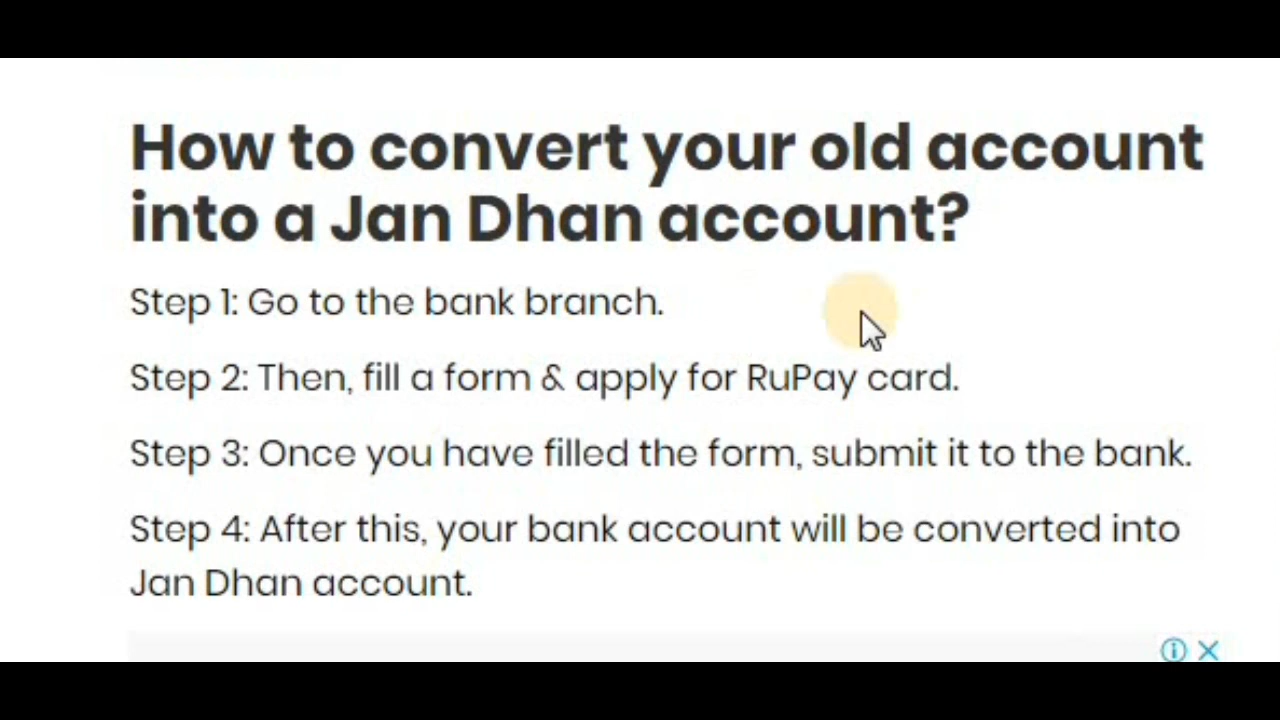 How to convert your old account
into a Jan Dhan account?
Step 1: Go to the bank branch.
Step 2: Then, fill a form & apply for RuPay card.
Step 3: Once you have filled the form, submit it to the bank.
Step 4: After this, your bank account will be converted into
Jan Dhan account.